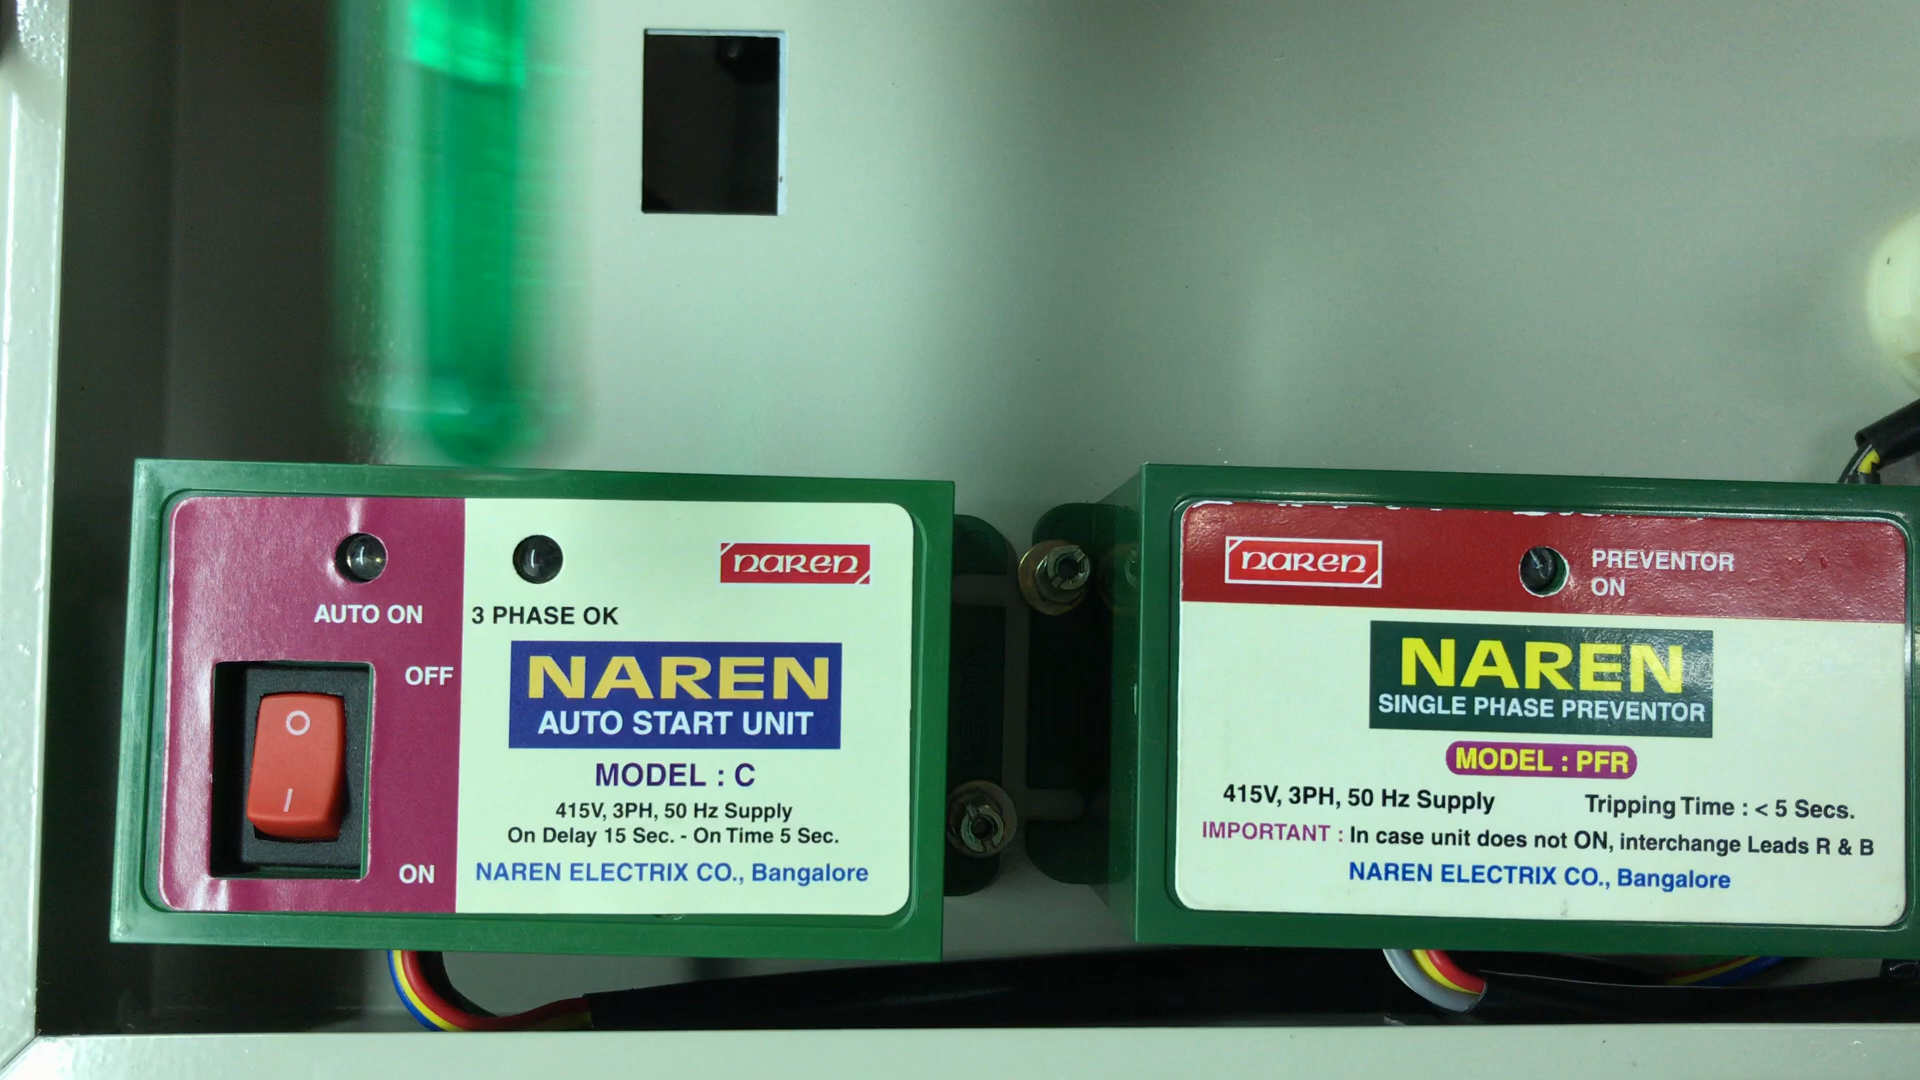 AUTO ON
3 PHASE OK
naren
OFF
O
I
ON
NAREN
AUTO START UNIT
MODEL : C
415V, 3PH, 50 Hz Supply
On Delay 15 Sec. - On Time 5 Sec.
NAREN ELECTRIX CO., Bangalore
naren
PREVENTOR
ON
NAREN
SINGLE PHASE PREVENTOR
MODEL : PFR
415V, 3PH, 50 Hz Supply Tripping Time : < 5 Secs.
IMPORTANT : In case unit does not ON, interchange Leads R & B
NAREN ELECTRIX CO., Bangalore